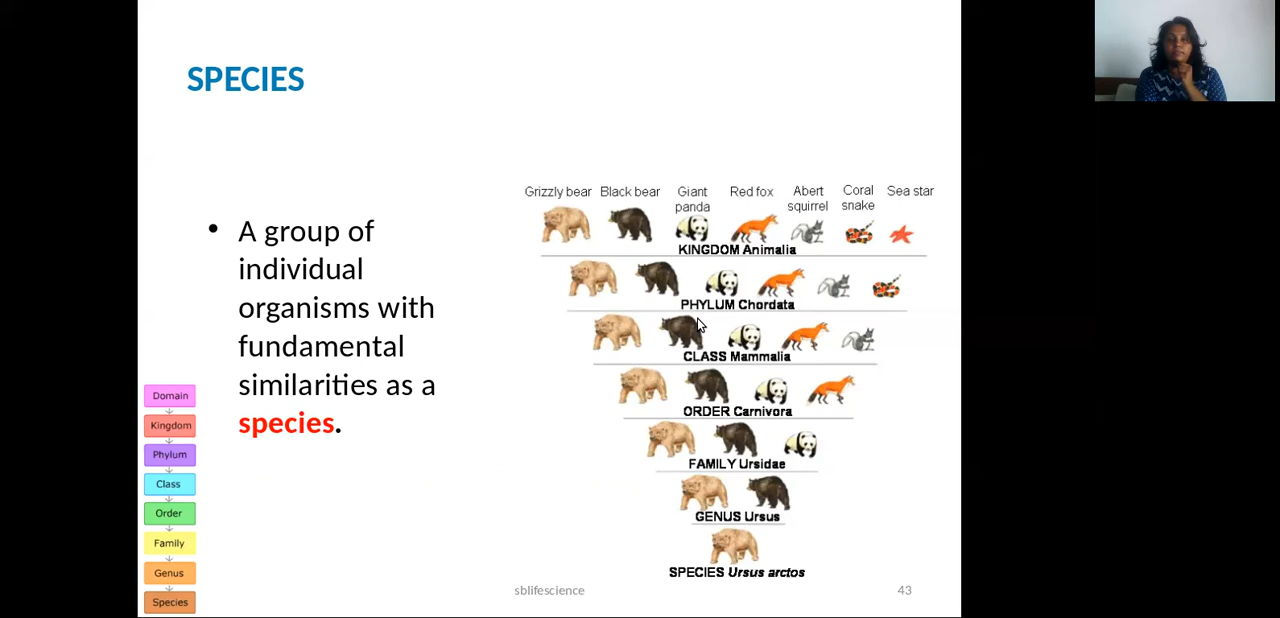 SPECIES
• A group of
individual
organisms with
fundamental
similarities as a
species.
Domain
Kingdom
Phylum
Class
Order
Family
Genus
Species
Grizzly bear Black bear Giant panda Red fox Abert squirrel Coral snake Sea star
KINGDOM Animalia
PHYLUM Chordata
CLASS Mammalia
ORDER Carnivora
FAMILY Ursidae
GENUS Ursus
SPECIES Ursus arctos
sblifescience
43